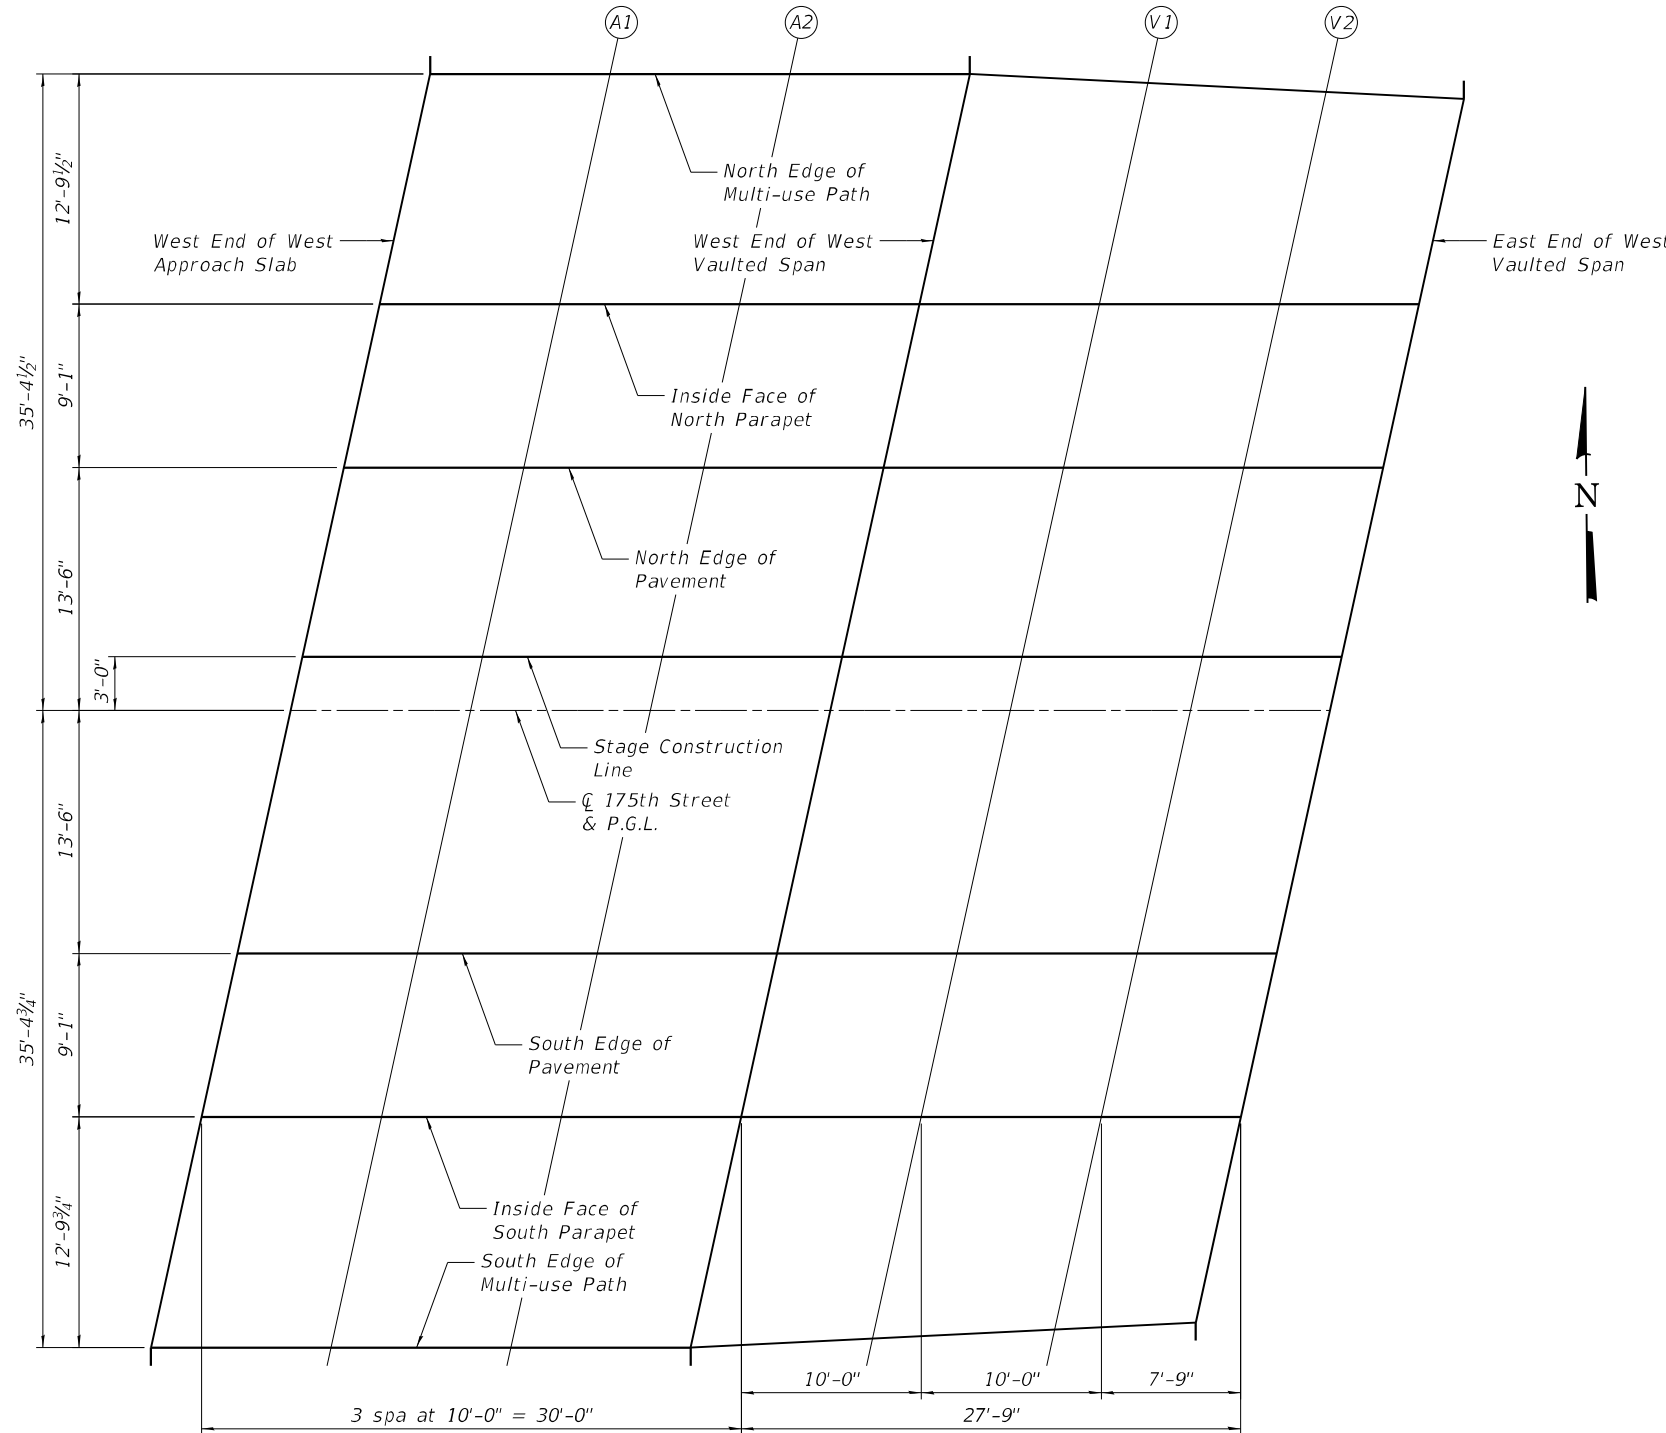 A1
A2
V1
V2
12'-9½"
North Edge of
Multi-use Path
West End of West
Approach Slab
West End of West
Vaulted Span
East End of West
Vaulted Span
35'-4½"
9'-1"
Inside Face of
North Parapet
N
13'-6"
North Edge of
Pavement
3'-0"
Stage Construction
Line
℄ 175th Street
& P.G.L.
13'-6"
35'-4¾"
9'-1"
South Edge of
Pavement
12'-9¾"
Inside Face of
South Parapet
South Edge of
Multi-use Path
10'-0"
10'-0"
7'-9"
3 spa at 10'-0" = 30'-0"
27'-9"